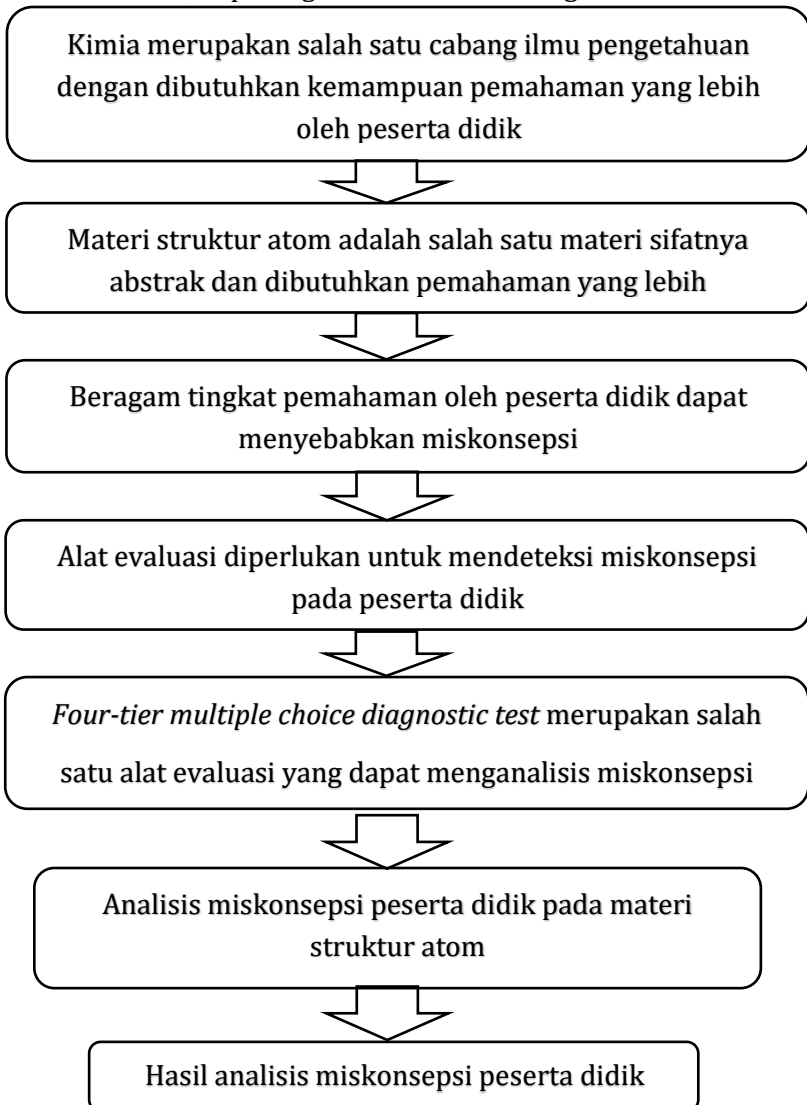 Kimia merupakan salah satu cabang ilmu pengetahuan
dengan dibutuhkan kemampuan pemahaman yang lebih
oleh peserta didik
Materi struktur atom adalah salah satu materi sifatnya
abstrak dan dibutuhkan pemahaman yang lebih
Beragam tingkat pemahaman oleh peserta didik dapat
menyebabkan miskonsepsi
Alat evaluasi diperlukan untuk mendeteksi miskonsepsi
pada peserta didik
Four-tier multiple choice diagnostic test merupakan salah
satu alat evaluasi yang dapat menganalisis miskonsepsi
Analisis miskonsepsi peserta didik pada materi
struktur atom
Hasil analisis miskonsepsi peserta didik